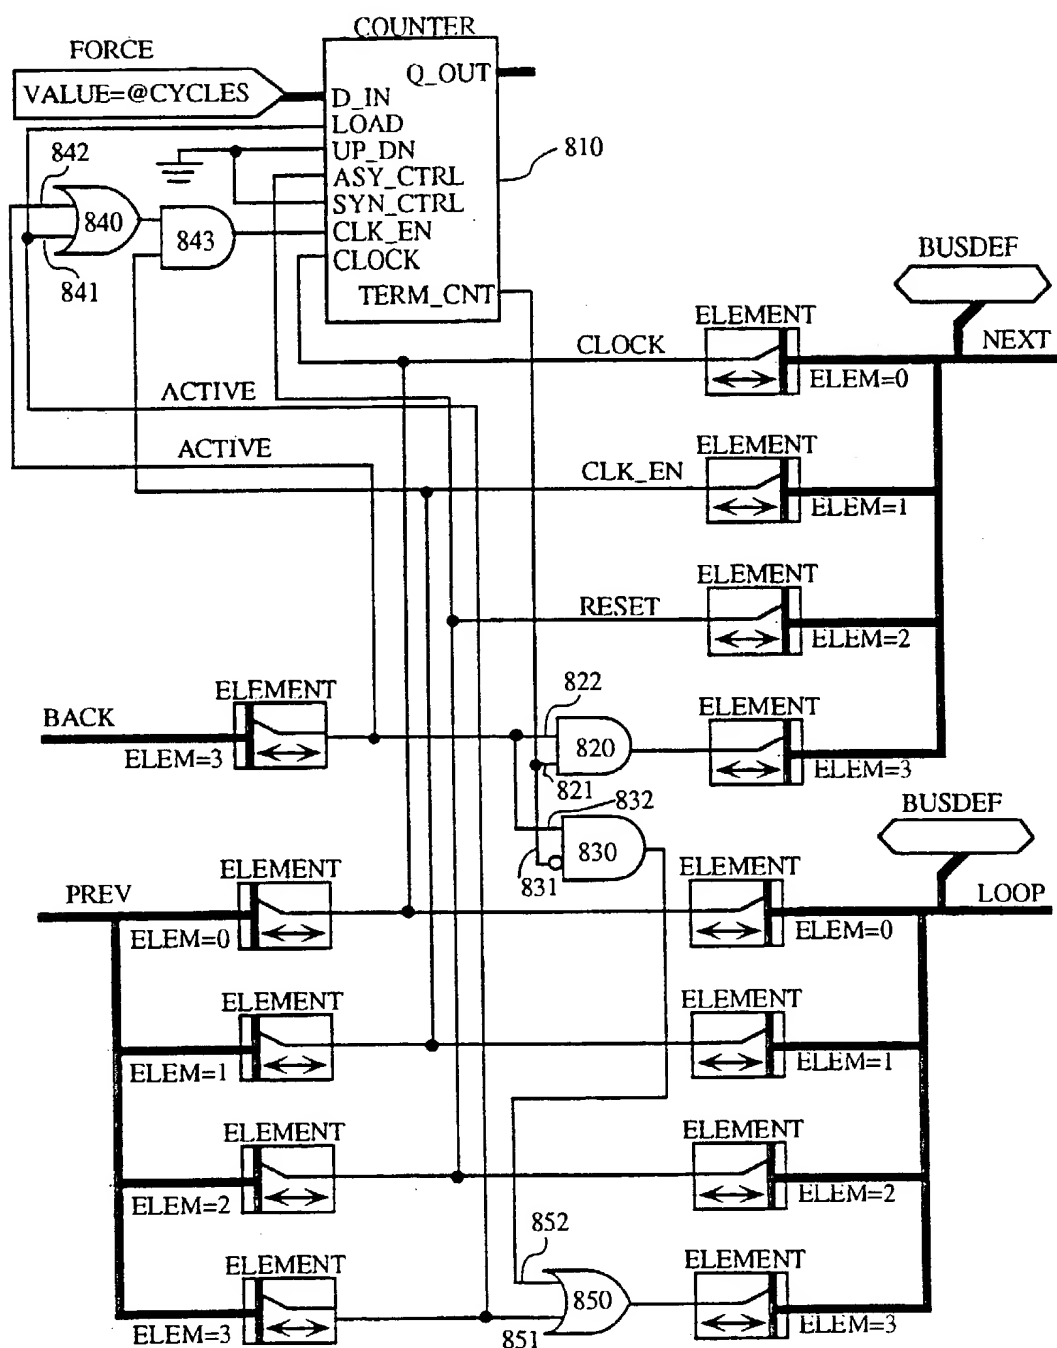 COUNTER
FORCE
VALUE=@CYCLES
Q_OUT
D_IN
LOAD
UP_DN
ASY_CTRL
SYN_CTRL
CLK_EN
CLOCK
TERM_CNT
810
842
840
843
841
BUSDEF
NEXT
ELEMENT
CLOCK
ELEM=0
ACTIVE
ACTIVE
ELEMENT
CLK_EN
ELEM=1
ELEMENT
RESET
ELEM=2
ELEMENT
BACK
ELEM=3
822
820
821
ELEMENT
ELEM=3
832
830
831
BUSDEF
LOOP
PREV
ELEMENT
ELEM=0
ELEMENT
ELEM=0
ELEMENT
ELEM=1
ELEMENT
ELEM=1
ELEMENT
ELEM=2
ELEMENT
ELEM=2
ELEMENT
ELEM=3
852
850
851
ELEMENT
ELEM=3